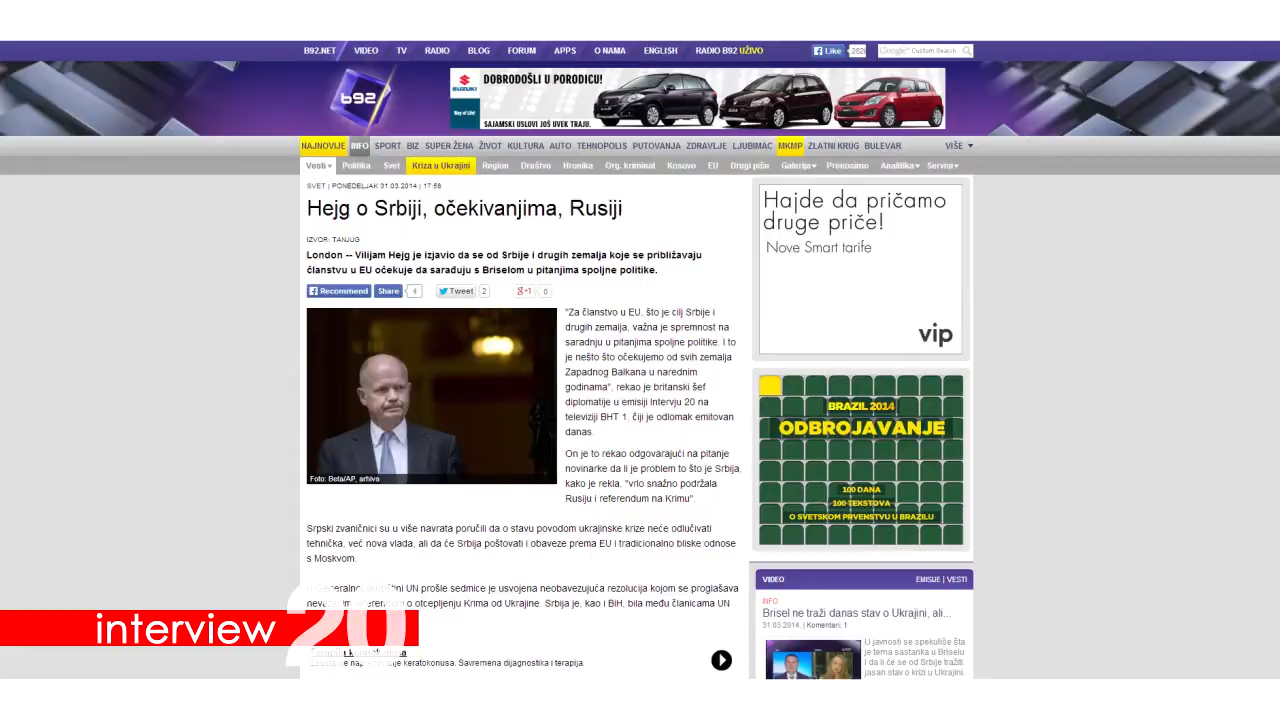 B92.NET VIDEO TV RADIO BLOG FORUM APPS O NAMA ENGLISH RADIO B92 UŽIVO
Like
Google Custom Search
b92
SUZUKI
Way of Life!
DOBRODOŠLI U PORODICU!
SAJAMSKI USLOVI JOŠ UVEK TRAJU.
NAJNOVIJE INFO SPORT BIZ SUPER ŽENA ŽIVOT KULTURA AUTO TEHNOPOLIS PUTOVANJA ZDRAVLJE LJUBIMAC MKMP ZLATNI KRUG BULEVAR VIŠE
Vesti Politika Svet Kriza u Ukrajini Region Društvo Hronika Org. kriminal Kosovo EU Drugi pišu Galerija Prenosimo Analitika Servisi
SVET | PONEDELJAK 31.03.2014 | 17:58
Hejg o Srbiji, očekivanjima, Rusiji
IZVOR: TANJUG
London -- Vilijam Hejg je izjavio da se od Srbije i drugih zemalja koje se približavaju
članstvu u EU očekuje da sarađuju s Briselom u pitanjima spoljne politike.
Recommend Share 4 Tweet 2 g+1 0
"Za članstvo u EU, što je cilj Srbije i
drugih zemalja, važna je spremnost na
saradnju u pitanjima spoljne politike. I to
je nešto što očekujemo od svih zemalja
Zapadnog Balkana u narednim
godinama", rekao je britanski šef
diplomatije u emisiji Intervju 20 na
televiziji BHT 1, čiji je odlomak emitovan
danas.
On je to rekao odgovarajući na pitanje
novinarke da li je problem to što je Srbija,
kako je rekla, "vrlo snažno podržala
Rusiju i referendum na Krimu".
Foto: Beta/AP, arhiva
Srpski zvaničnici su u više navrata poručili da o stavu povodom ukrajinske krize neće odlučivati
tehnička, već nova vlada, ali da će Srbija poštovati i obaveze prema EU i tradicionalno bliske odnose
s Moskvom.
UN prošle sedmice je usvojena neobavezujuća rezolucija kojom se proglašava
o otcepljenju Krima od Ukrajine. Srbija je, kao i BiH, bila među članicama UN
keratokonusa. Savremena dijagnostika i terapija.
Hajde da pričamo
druge priče!
Nove Smart tarife
vip
BRAZIL 2014
ODBROJAVANJE
100 DANA
100 TEKSTOVA
O SVETSKOM PRVENSTVU U BRAZILU
VIDEO EMISIJE | VESTI
INFO
Brisel ne traži danas stav o Ukrajini, ali...
31.03.2014. | Komentari: 1
U javnosti se spekuliše šta
je tema sastanka u Briselu
i da li će se od Srbije tražiti
jasan stav o krizi u Ukrajini.
interview 20